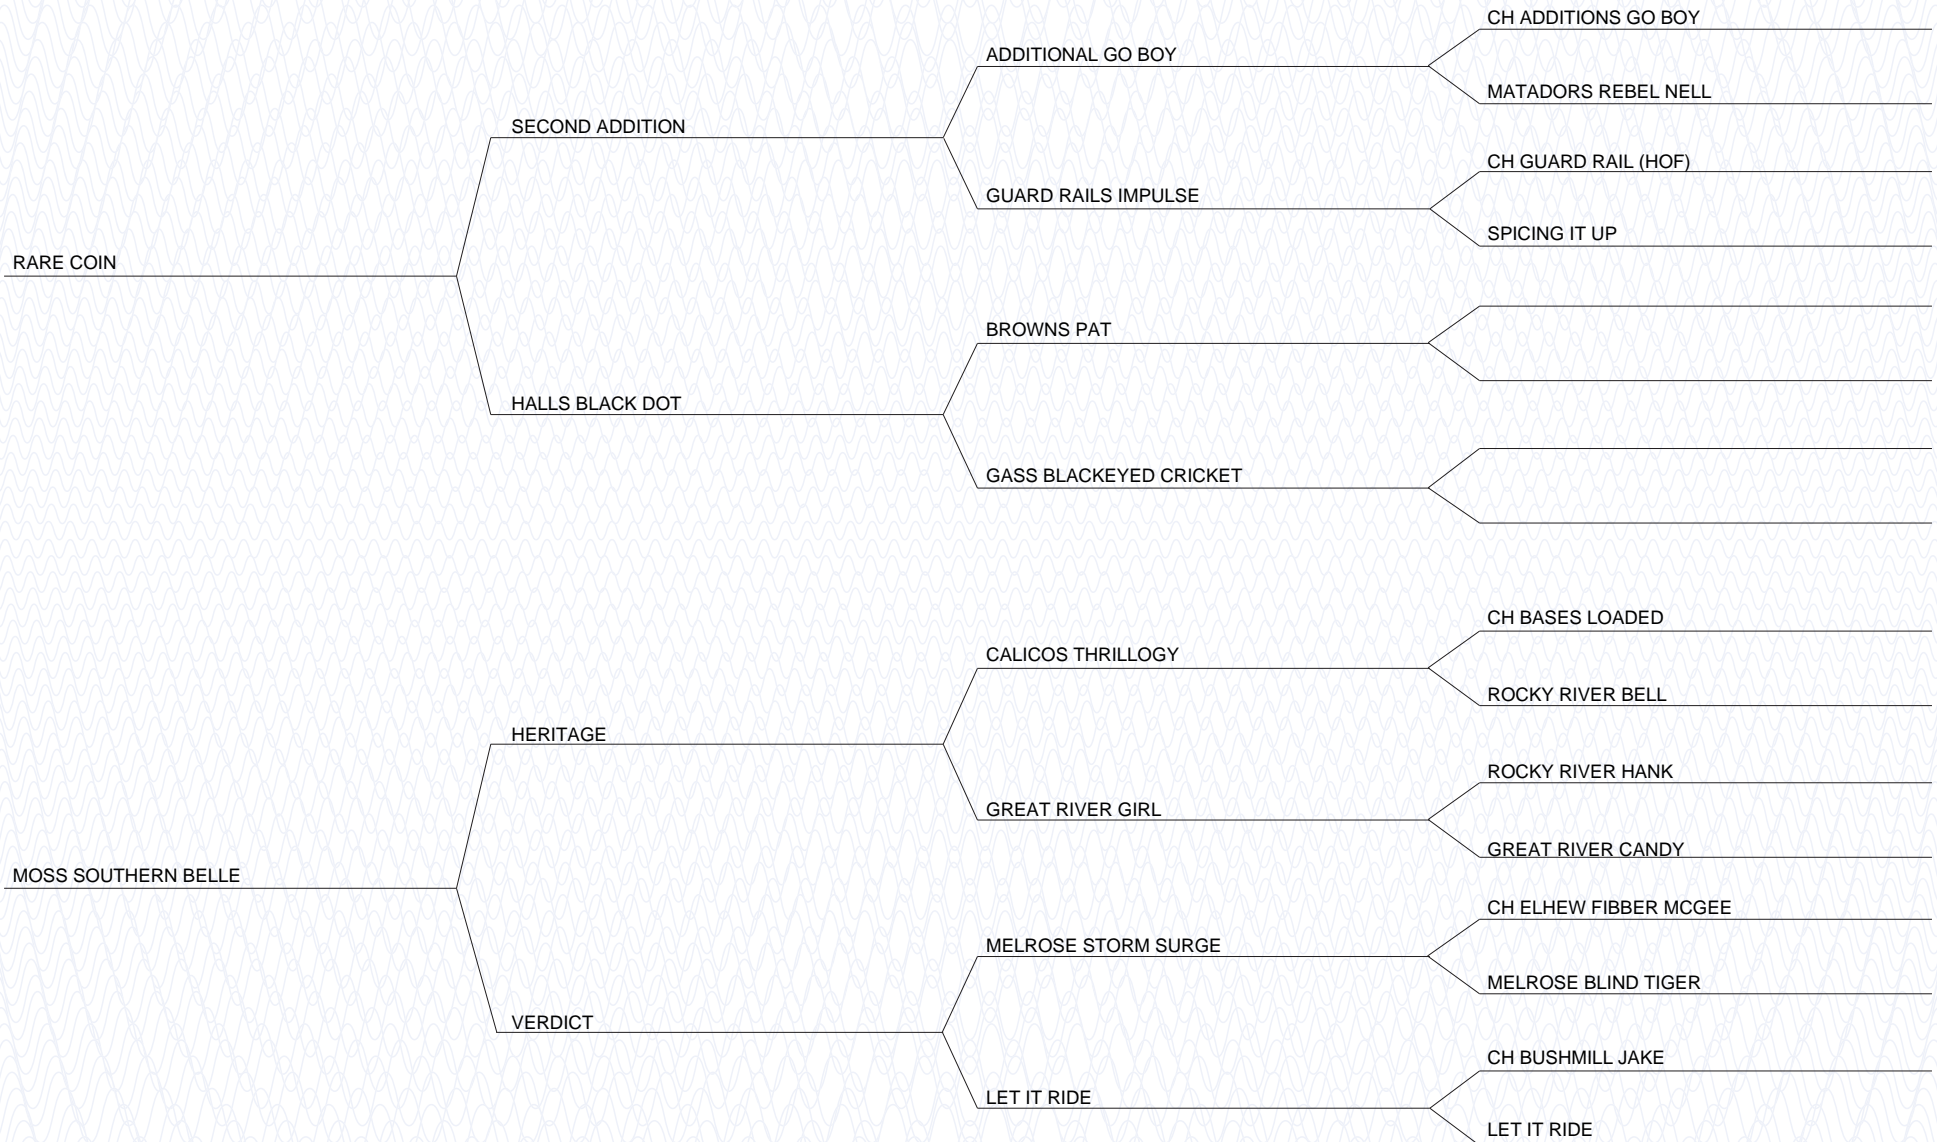 CH ADDITIONS GO BOY
ADDITIONAL GO BOY
MATADORS REBEL NELL
SECOND ADDITION
CH GUARD RAIL (HOF)
GUARD RAILS IMPULSE
SPICING IT UP
RARE COIN
BROWNS PAT
HALLS BLACK DOT
GASS BLACKEYED CRICKET
CH BASES LOADED
CALICOS THRILLOGY
ROCKY RIVER BELL
HERITAGE
ROCKY RIVER HANK
GREAT RIVER GIRL
GREAT RIVER CANDY
MOSS SOUTHERN BELLE
CH ELHEW FIBBER MCGEE
MELROSE STORM SURGE
MELROSE BLIND TIGER
VERDICT
CH BUSHMILL JAKE
LET IT RIDE
LET IT RIDE